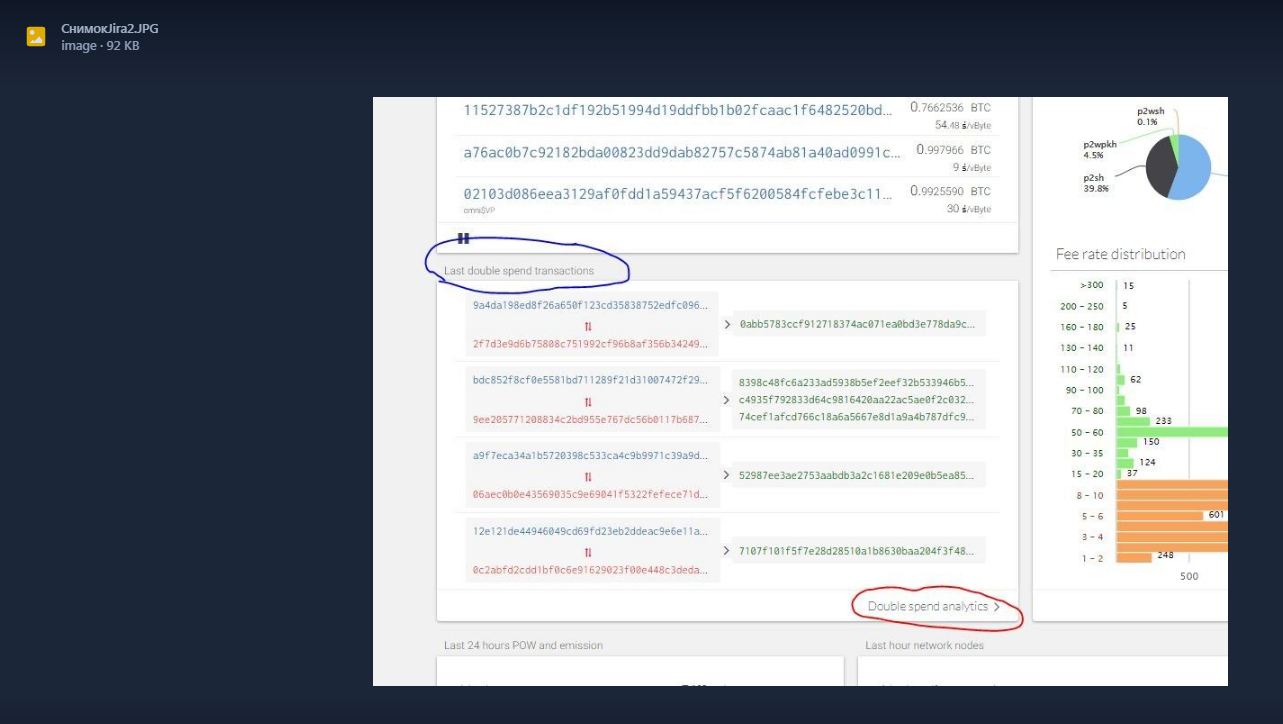 СнимокJira2.JPG
image · 92 KB
11527387b2c1df192b51994d19ddfbb1b02fcaac1f6482520bd... 0.7662536 BTC
54.48 ś/vByte
a76ac0b7c92182bda00823dd9dab82757c5874ab81a40ad0991c... 0.997966 BTC
9 ś/vByte
02103d086eea3129af0fdd1a59437acf5f6200584fcfebe3c11... 0.9925590 BTC
omni$VP 30 ś/vByte
Last double spend transactions
9a4da198ed8f26a650f123cd35838752edfc096...
0abb5783ccf912718374ac071ea0bd3e778da9c...
2f7d3e9d6b75808c751992cf96b8af356b34249...
bdc852f8cf0e5581bd711289f21d31007472f29...
8398c48fc6a233ad5938b5ef2eef32b533946b5...
c4935f792833d64c9816420aa22ac5ae0f2c032...
74cef1afcd766c18a6a5667e8d1a9a4b787dfc9...
9ee205771208834c2bd955e767dc56b0117b687...
a9f7eca34a1b5720398c533ca4c9b9971c39a9d...
52987ee3ae2753aabdb3a2c1681e209e0b5ea85...
06aec0b0e43569035c9e69041f5322fefece71d...
12e121de44946049cd69fd23eb2ddeac9e6e11a...
7107f101f5f7e28d28510a1b8630baa204f3f48...
0c2abfd2cdd1bf0c6e91629023f00e448c3deda...
Double spend analytics
Last 24 hours POW and emission
Last hour network nodes
p2wsh
0.1%
p2wpkh
4.5%
p2sh
39.8%
Fee rate distribution
>300 15
200 - 250 5
160 - 180 25
130 - 140 11
110 - 120
62
90 - 100
70 - 80 98
233
50 - 60
150
30 - 35
124
15 - 20 37
8 - 10
5 - 6 601
3 - 4
248
1 - 2
500